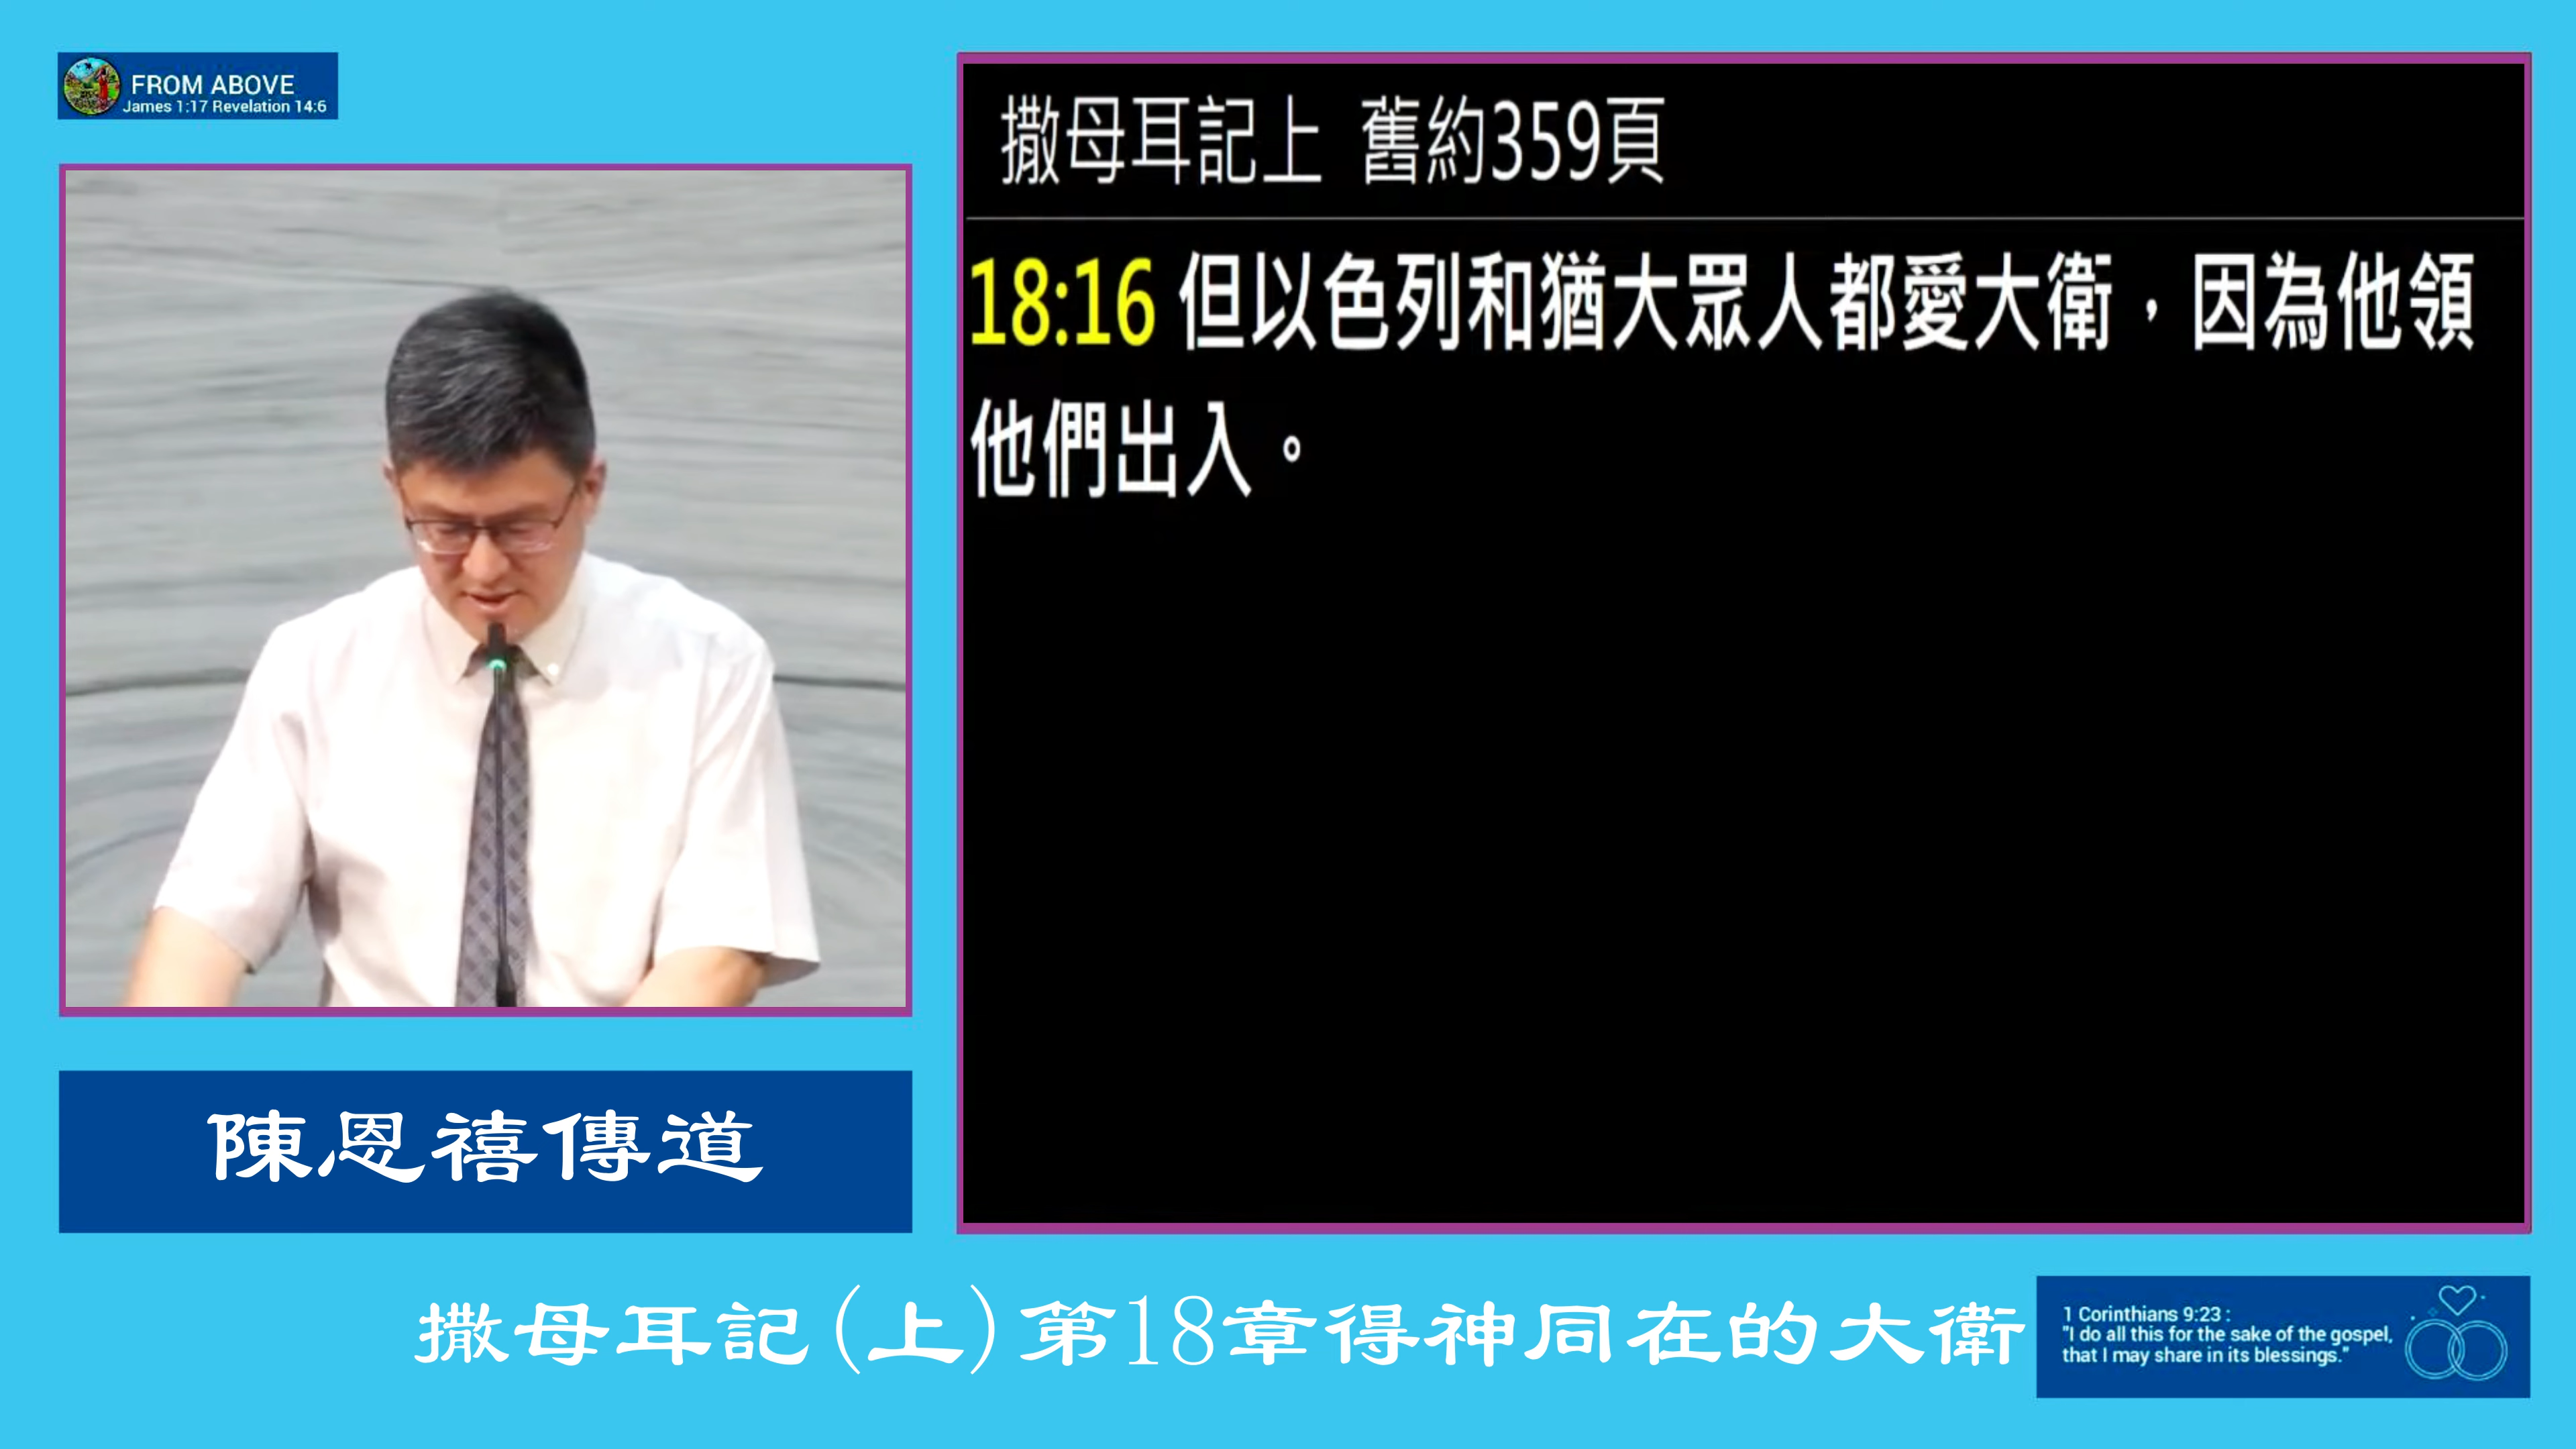 FROM ABOVE
James 1:17 Revelation 14:6
撒母耳記上 舊約359頁
18:16 但以色列和猶大眾人都愛大衛，因為他領
他們出入。
陳恩禧傳道
撒母耳記(上)第18章得神同在的大衛
1 Corinthians 9:23 :
"I do all this for the sake of the gospel,
that I may share in its blessings."